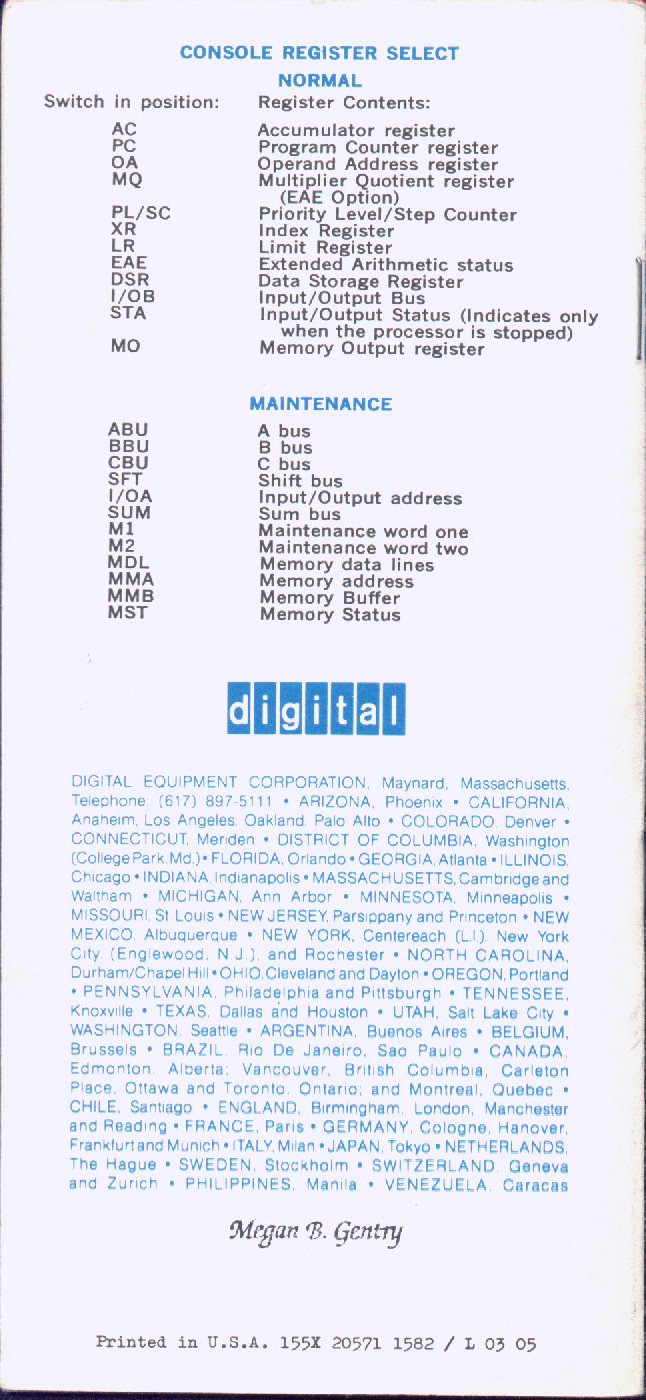 CONSOLE REGISTER SELECT
NORMAL
Switch in position: Register Contents:
AC Accumulator register
PC Program Counter register
OA Operand Address register
MQ Multiplier Quotient register
(EAE Option)
PL/SC Priority Level/Step Counter
XR Index Register
LR Limit Register
EAE Extended Arithmetic status
DSR Data Storage Register
I/OB Input/Output Bus
STA Input/Output Status (Indicates only
when the processor is stopped)
MO Memory Output register
MAINTENANCE
ABU A bus
BBU B bus
CBU C bus
SFT Shift bus
I/OA Input/Output address
SUM Sum bus
M1 Maintenance word one
M2 Maintenance word two
MDL Memory data lines
MMA Memory address
MMB Memory Buffer
MST Memory Status
digital
DIGITAL EQUIPMENT CORPORATION, Maynard, Massachusetts,
Telephone: (617) 897-5111 • ARIZONA, Phoenix • CALIFORNIA,
Anaheim, Los Angeles, Oakland, Palo Alto • COLORADO, Denver •
CONNECTICUT, Meriden • DISTRICT OF COLUMBIA, Washington
(College Park, Md.) • FLORIDA, Orlando • GEORGIA, Atlanta • ILLINOIS,
Chicago • INDIANA, Indianapolis • MASSACHUSETTS, Cambridge and
Waltham • MICHIGAN, Ann Arbor • MINNESOTA, Minneapolis •
MISSOURI, St. Louis • NEW JERSEY, Parsippany and Princeton • NEW
MEXICO, Albuquerque • NEW YORK, Centereach (L.I.), New York
City (Englewood, N.J.), and Rochester • NORTH CAROLINA,
Durham/Chapel Hill • OHIO, Cleveland and Dayton • OREGON, Portland
• PENNSYLVANIA, Philadelphia and Pittsburgh • TENNESSEE,
Knoxville • TEXAS, Dallas and Houston • UTAH, Salt Lake City •
WASHINGTON, Seattle • ARGENTINA, Buenos Aires • BELGIUM,
Brussels • BRAZIL, Rio De Janeiro, Sao Paulo • CANADA,
Edmonton, Alberta; Vancouver, British Columbia; Carleton
Place, Ottawa and Toronto, Ontario; and Montreal, Quebec •
CHILE, Santiago • ENGLAND, Birmingham, London, Manchester
and Reading • FRANCE, Paris • GERMANY, Cologne, Hanover,
Frankfurt and Munich • ITALY, Milan • JAPAN, Tokyo • NETHERLANDS,
The Hague • SWEDEN, Stockholm • SWITZERLAND, Geneva
and Zurich • PHILIPPINES, Manila • VENEZUELA, Caracas
Megan B. Gentry
Printed in U.S.A. 155X 20571 1582 / L 03 05